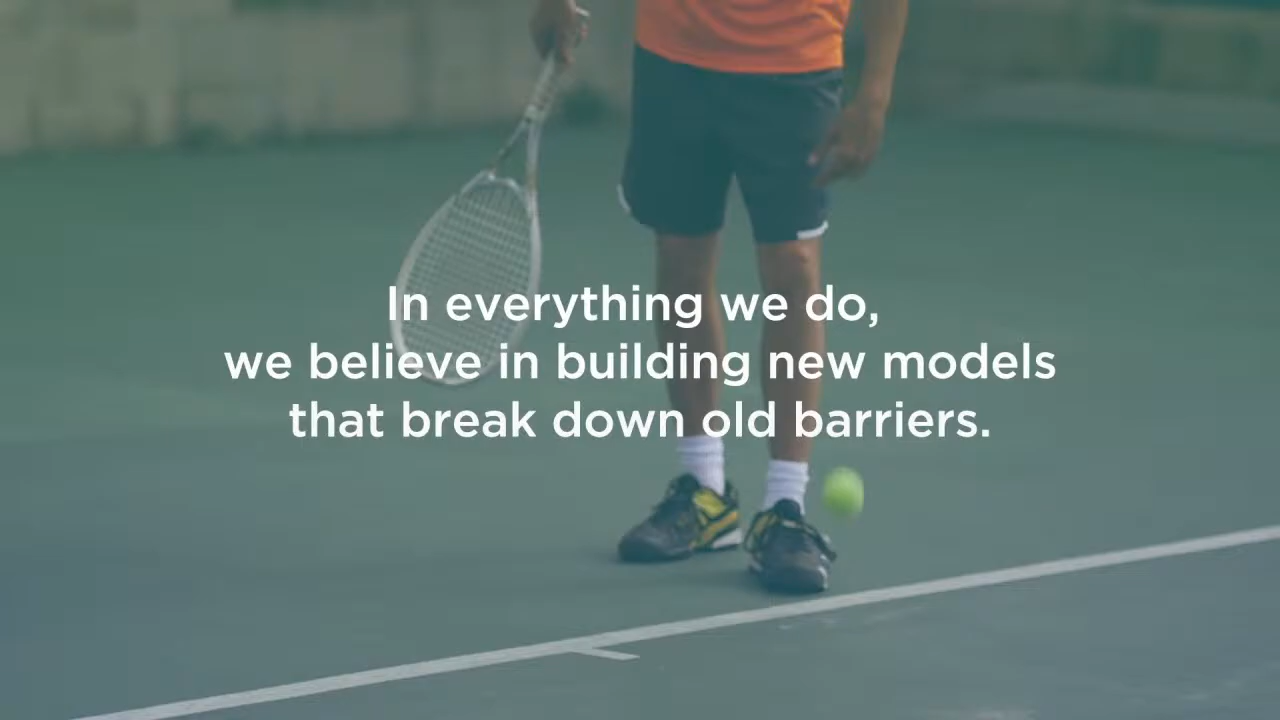 In everything we do,
we believe in building new models
that break down old barriers.